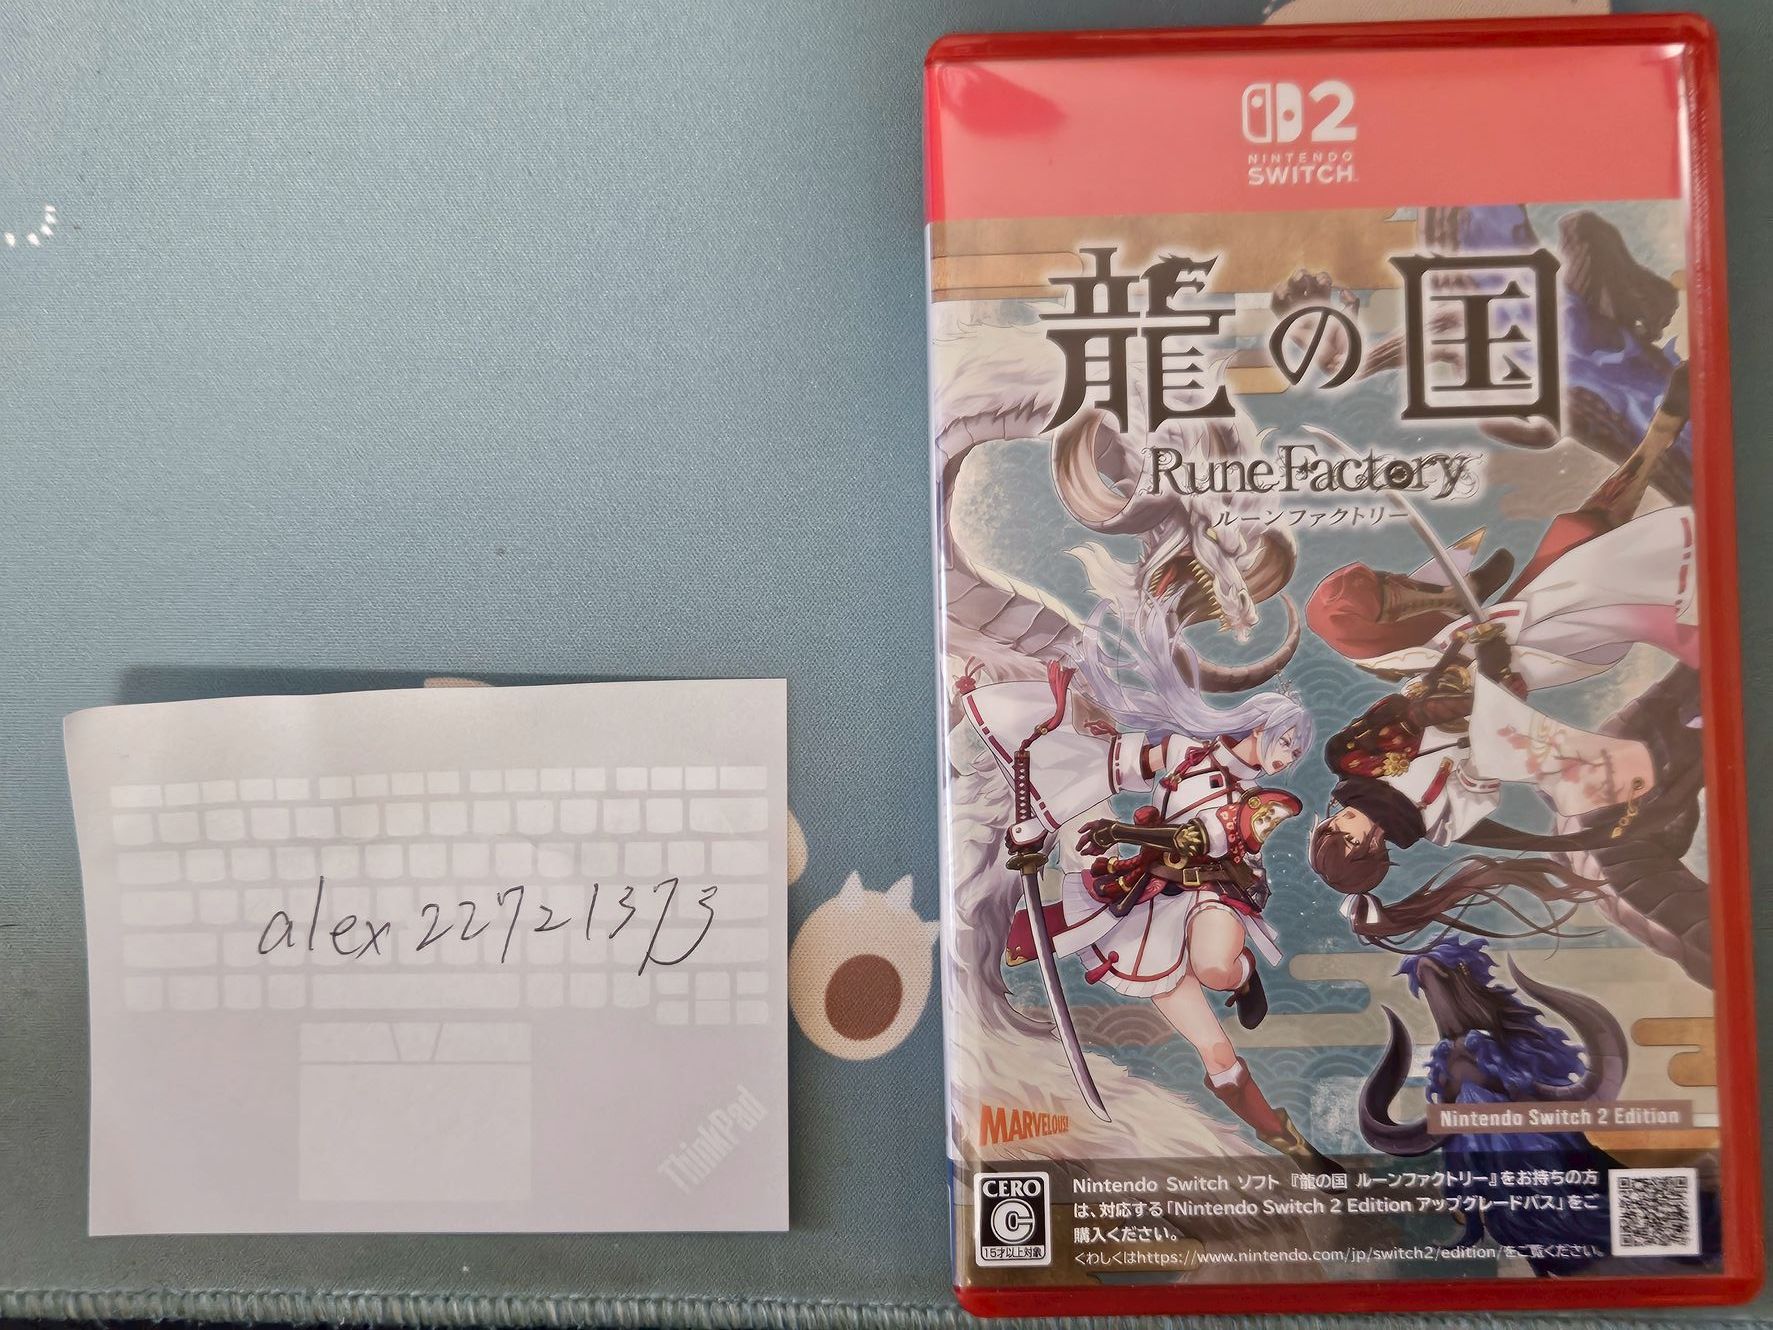 alex22721373
ThinkPad
2
NINTENDO
SWITCH
龍の国
Rune Factory
ルーンファクトリー
MARVELOUS!
Nintendo Switch 2 Edition
CERO
C
15才以上対象
Nintendo Switch ソフト『龍の国 ルーンファクトリー』をお持ちの方
は、対応する「Nintendo Switch 2 Edition アップグレードパス」をご
購入ください。
くわしくはhttps://www.nintendo.com/jp/switch2/edition/をご覧ください。